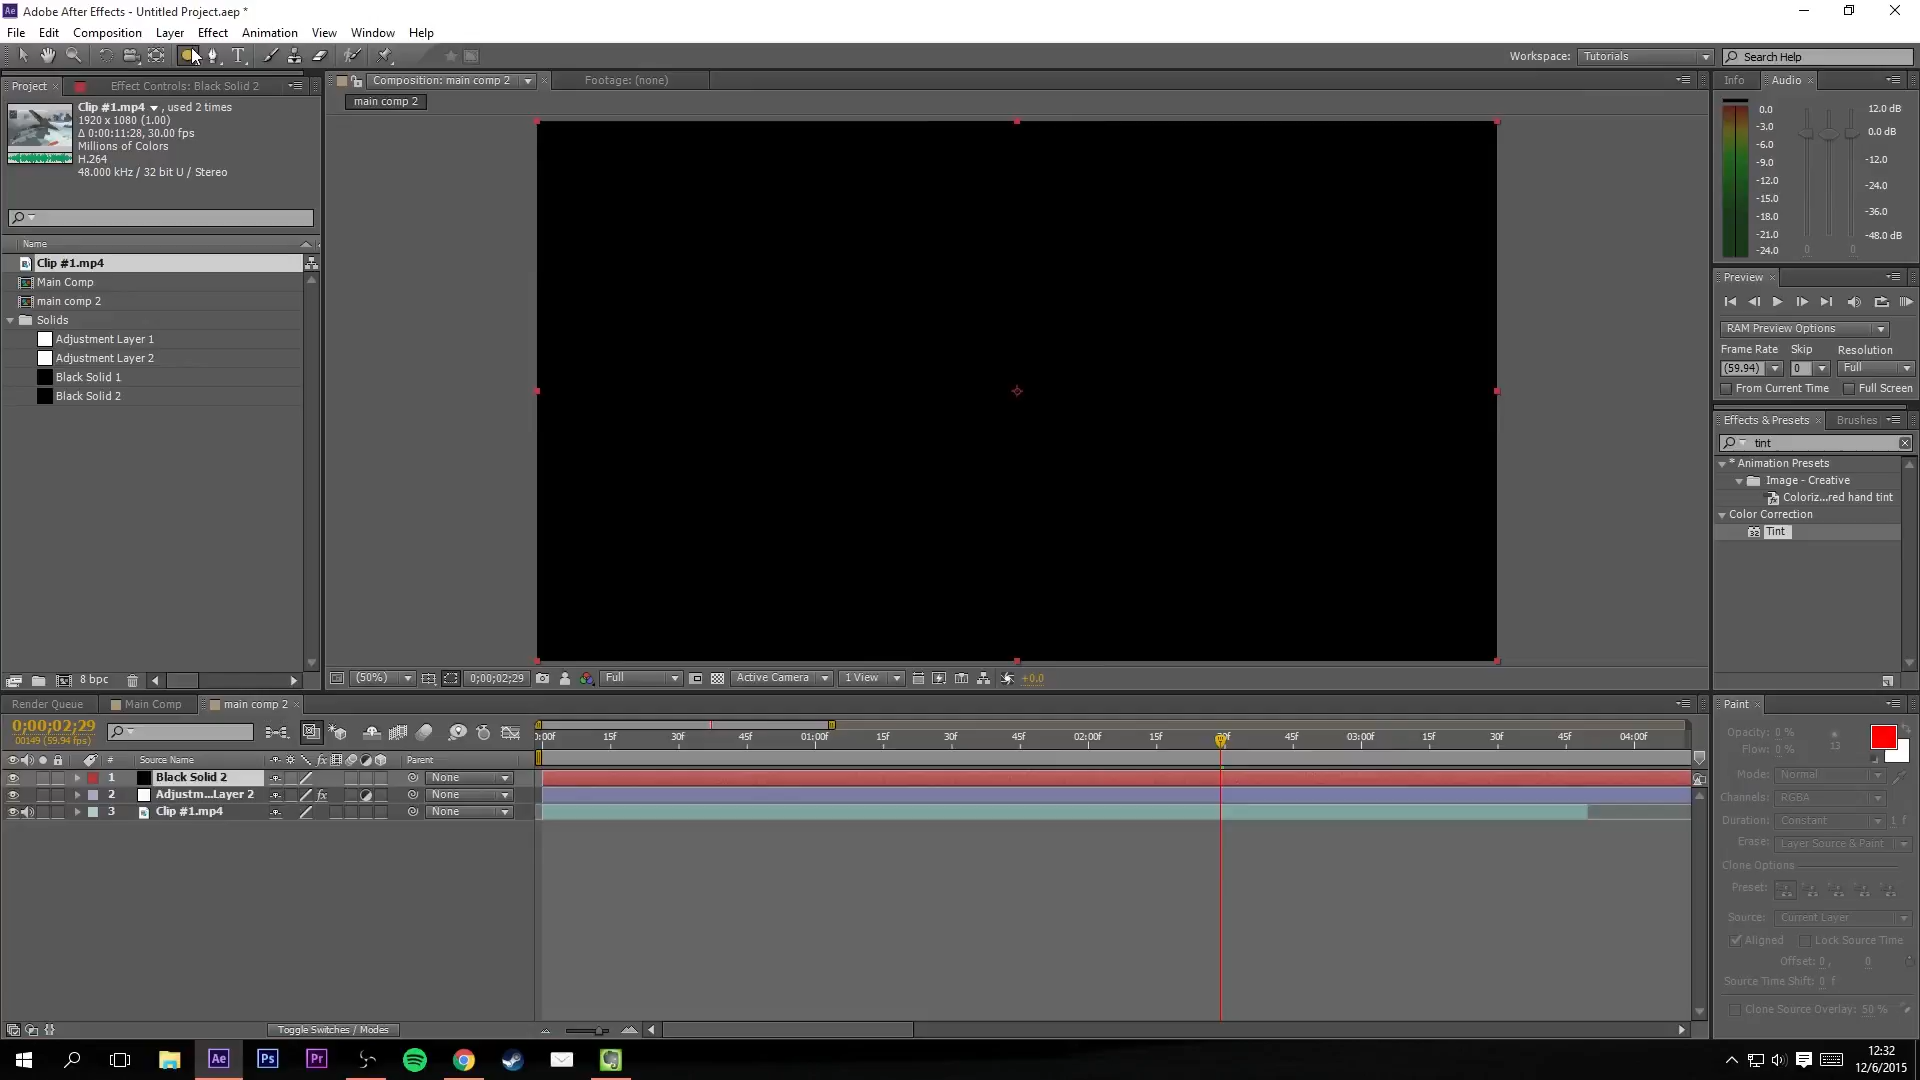 Ae Adobe After Effects - Untitled Project.aep *
File Edit Composition Layer Effect Animation View Window Help
T Workspace: Tutorials Search Help
Project Effect Controls: Black Solid 2
Composition: main comp 2 Footage: (none)
Info Audio
main comp 2
Clip #1.mp4 , used 2 times
1920 x 1080 (1.00)
Δ 0:00:11:28, 30.00 fps
Millions of Colors
H.264
48.000 kHz / 32 bit U / Stereo
0.0
-3.0
-6.0
-9.0
-12.0
-15.0
-18.0
-21.0
-24.0
12.0 dB
0.0 dB
-12.0
-24.0
-36.0
-48.0 dB
0 0
Name
Clip #1.mp4
Main Comp
main comp 2
Solids
Adjustment Layer 1
Adjustment Layer 2
Black Solid 1
Black Solid 2
8 bpc
Preview
RAM Preview Options
Frame Rate Skip Resolution
(59.94) 0 Full
From Current Time Full Screen
Effects & Presets Brushes
tint
* Animation Presets
Image - Creative
Coloriz...red hand tint
Color Correction
32 Tint
(50%) 0;00;02;29 Full Active Camera 1 View +0.0
Render Queue Main Comp main comp 2
0;00;02;29
00149 (59.94 fps)
:00f 15f 30f 45f 01:00f 15f 30f 45f 02:00f 15f 30f 45f 03:00f 15f 30f 45f 04:00f
# Source Name fx Parent
1 Black Solid 2 None
2 Adjustm...Layer 2 fx None
3 Clip #1.mp4 None
Toggle Switches / Modes
Paint
Opacity: 0 %
Flow: 0 % 13
Mode: Normal
Channels: RGBA
Duration: Constant 1 f
Erase: Layer Source & Paint
Clone Options
Preset:
Source: Current Layer
Aligned Lock Source Time
Offset: 0 , 0
Source Time Shift: 0 f
Clone Source Overlay: 50 %
Ae Ps Pr
12:32
12/6/2015